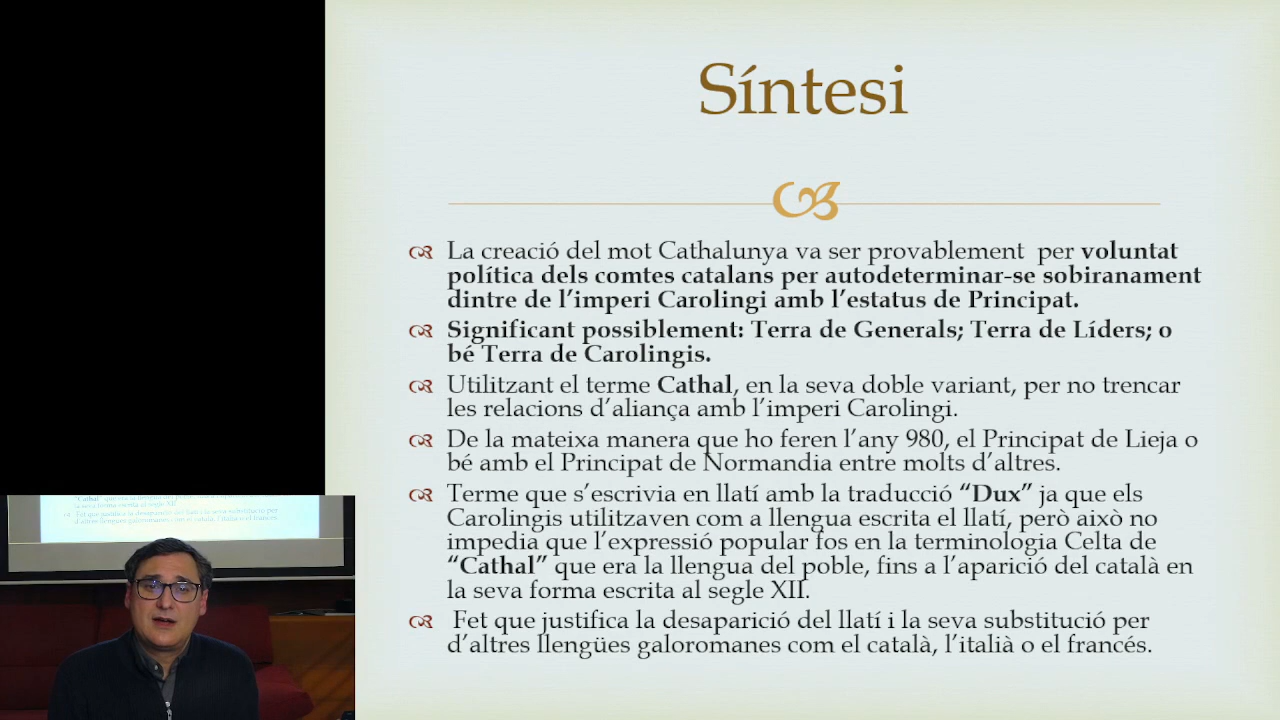 Síntesi
La creació del mot Cathalunya va ser provablement per voluntat
política dels comtes catalans per autodeterminar-se sobiranament
dintre de l’imperi Carolingi amb l’estatus de Principat.
Significant possiblement: Terra de Generals; Terra de Líders; o
bé Terra de Carolingis.
Utilitzant el terme Cathal, en la seva doble variant, per no trencar
les relacions d’aliança amb l’imperi Carolingi.
De la mateixa manera que ho feren l’any 980, el Principat de Lieja o
bé amb el Principat de Normandia entre molts d’altres.
Terme que s’escrivia en llatí amb la traducció “Dux” ja que els
Carolingis utilitzaven com a llengua escrita el llatí, però això no
impedia que l’expressió popular fos en la terminologia Celta de
“Cathal” que era la llengua del poble, fins a l’aparició del català en
la seva forma escrita al segle XII.
Fet que justifica la desaparició del llatí i la seva substitució per
d’altres llengües galoromanes com el català, l’italià o el francés.